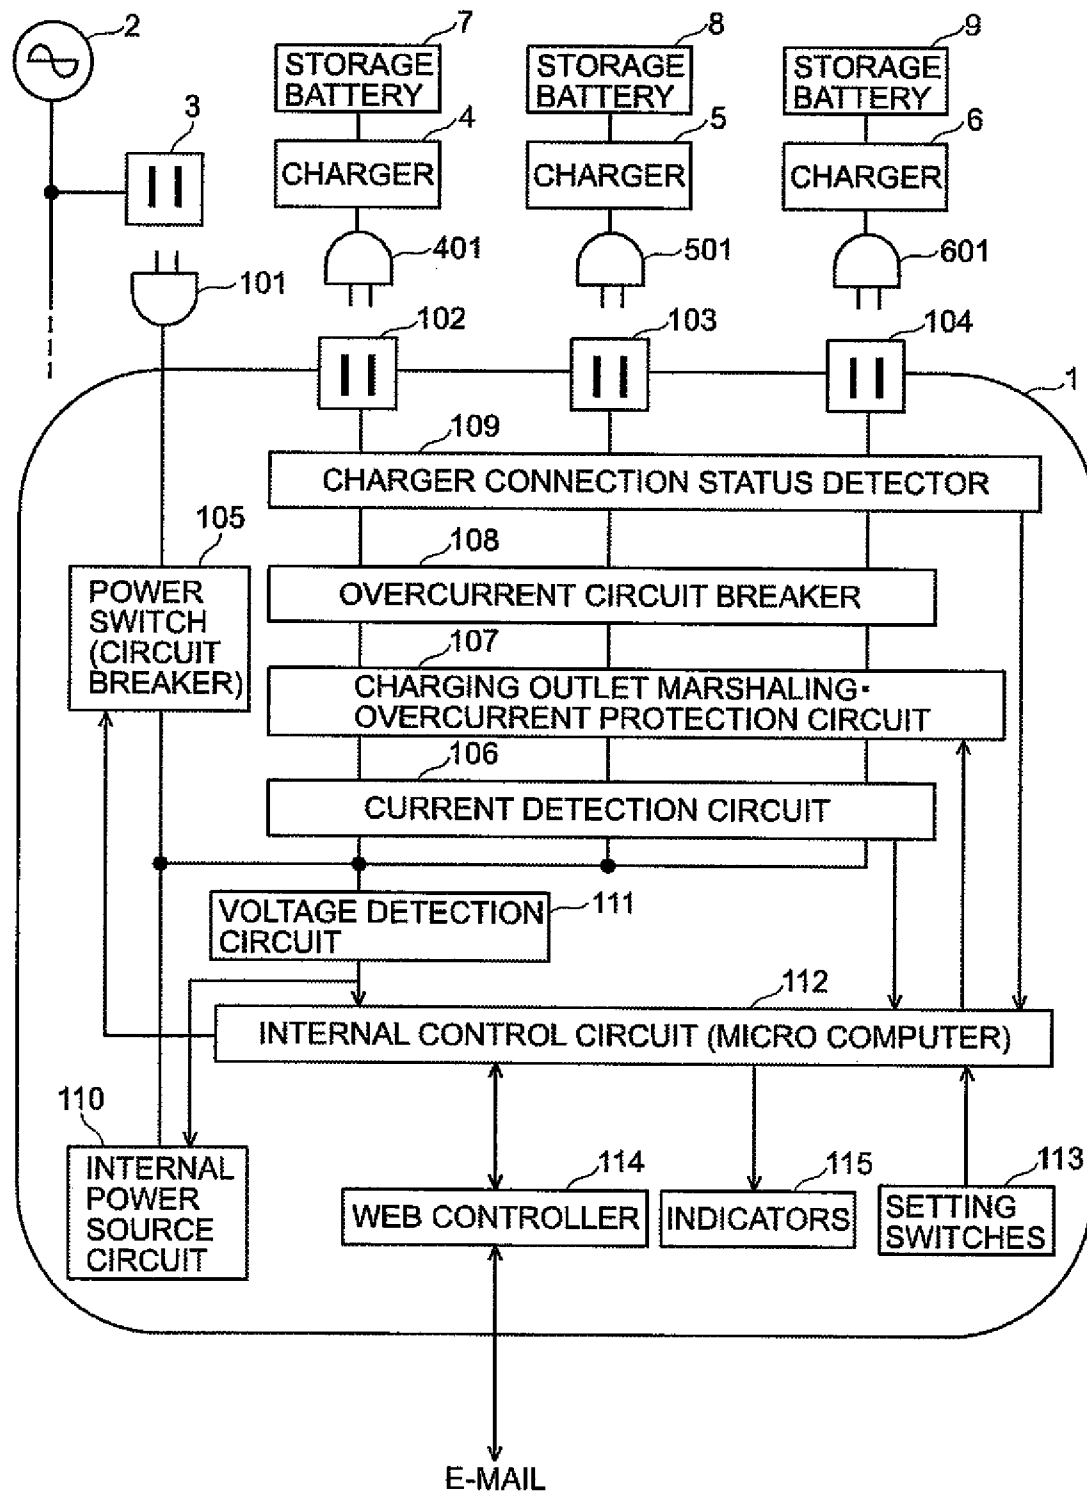 2
7
8
9
STORAGE
BATTERY
STORAGE
BATTERY
STORAGE
BATTERY
3
4
5
6
CHARGER
CHARGER
CHARGER
401
501
601
101
102
103
104
1
109
CHARGER CONNECTION STATUS DETECTOR
105
108
POWER
SWITCH
(CIRCUIT
BREAKER)
OVERCURRENT CIRCUIT BREAKER
107
CHARGING OUTLET MARSHALING·
OVERCURRENT PROTECTION CIRCUIT
106
CURRENT DETECTION CIRCUIT
VOLTAGE DETECTION
CIRCUIT
111
112
INTERNAL CONTROL CIRCUIT (MICRO COMPUTER)
110
INTERNAL
POWER
SOURCE
CIRCUIT
114
WEB CONTROLLER
115
INDICATORS
113
SETTING
SWITCHES
E-MAIL